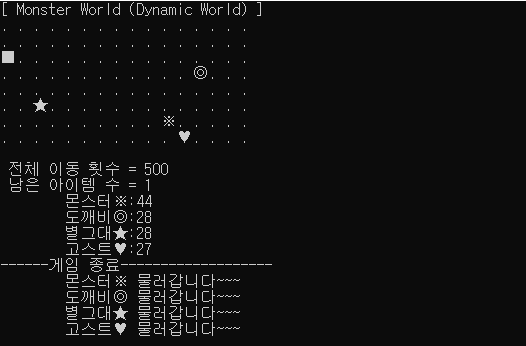 [ Monster World (Dynamic World) ]
. . . . . . . . . . . . . . . .
. . . . . . . . . . . . . . . .
■. . . . . . . . . . . . . . .
. . . . . . . . . . . . ◎. . .
. . . . . . . . . . . . . . . .
. . ★. . . . . . . . . . . . .
. . . . . . . . . . ※. . . . .
. . . . . . . . . . . ♥. . . .
전체 이동 횟수 = 500
남은 아이템 수 = 1
몬스터※:44
도깨비◎:28
별그대★:28
고스트♥:27
------게임 종료-------------------
몬스터※ 물러갑니다~~~
도깨비◎ 물러갑니다~~~
별그대★ 물러갑니다~~~
고스트♥ 물러갑니다~~~